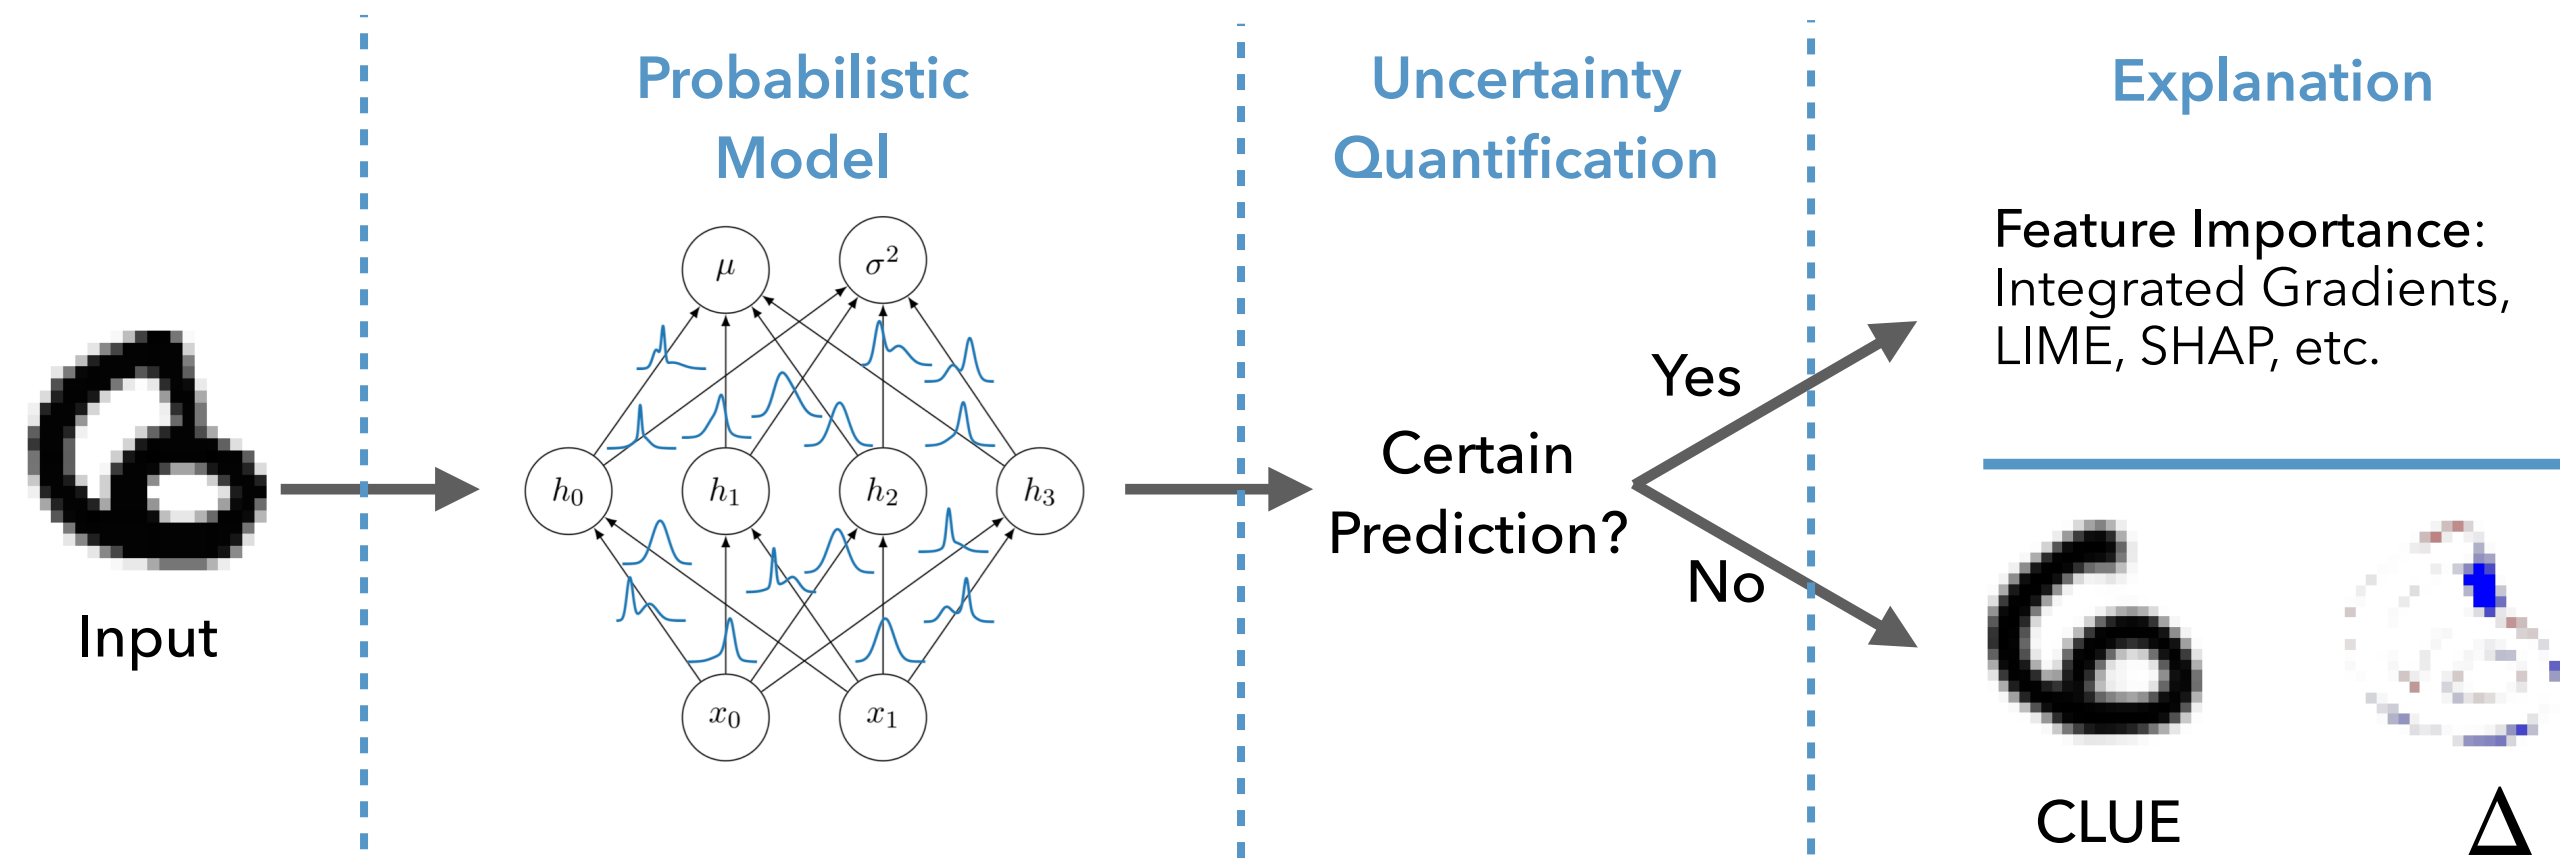 Input
Probabilistic
Model
μ
σ²
h₀
h₁
h₂
h₃
x₀
x₁
Uncertainty
Quantification
Certain
Prediction?
Yes
No
Explanation
Feature Importance:
Integrated Gradients,
LIME, SHAP, etc.
CLUE
Δ